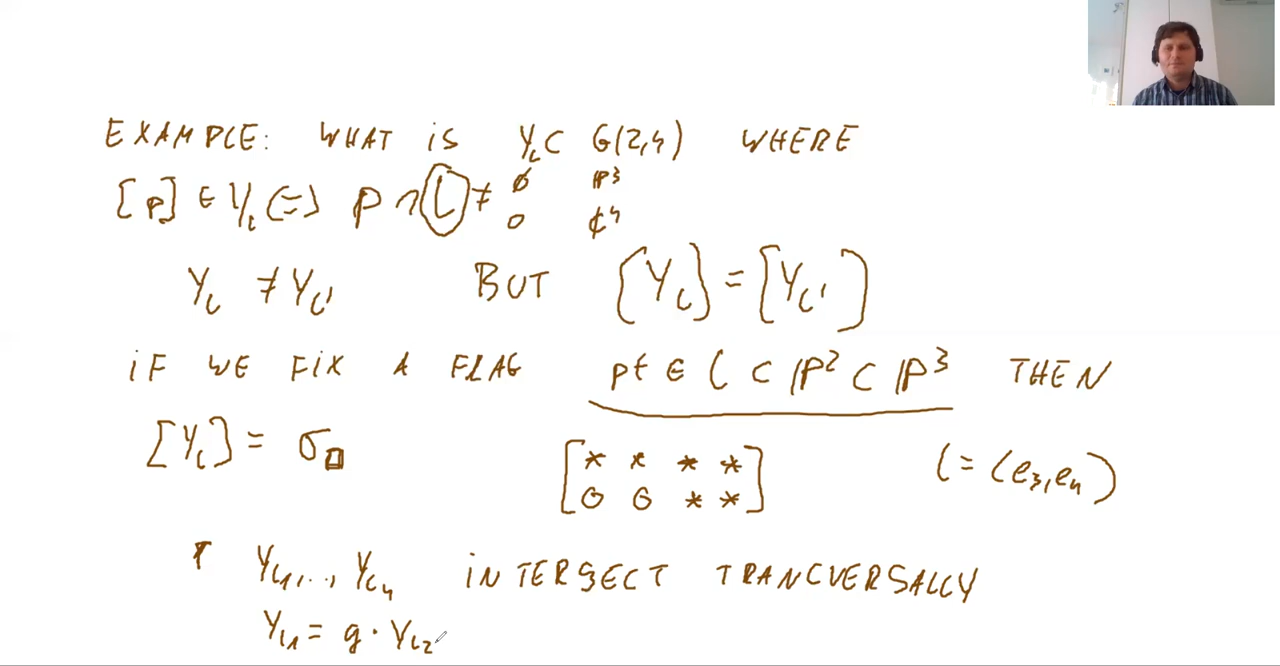 EXAMPLE: WHAT IS Y_L ⊂ G(2,4) WHERE
[P] ∈ Y_L ⇔ P ∩ L ≠ ∅ P³
0 ℂ⁴
Y_L ≠ Y_L' BUT [Y_L] = [Y_L']
IF WE FIX A FLAG pt ∈ L ⊂ P² ⊂ P³ THEN
[Y_L] = σ_□ [* * * *] L = ⟨e₃, e₄⟩
[0 0 * *]
Y_L₁, ..., Y_L₄ INTERSECT TRANCVERSALLY
Y_L₁ = g · Y_L₂